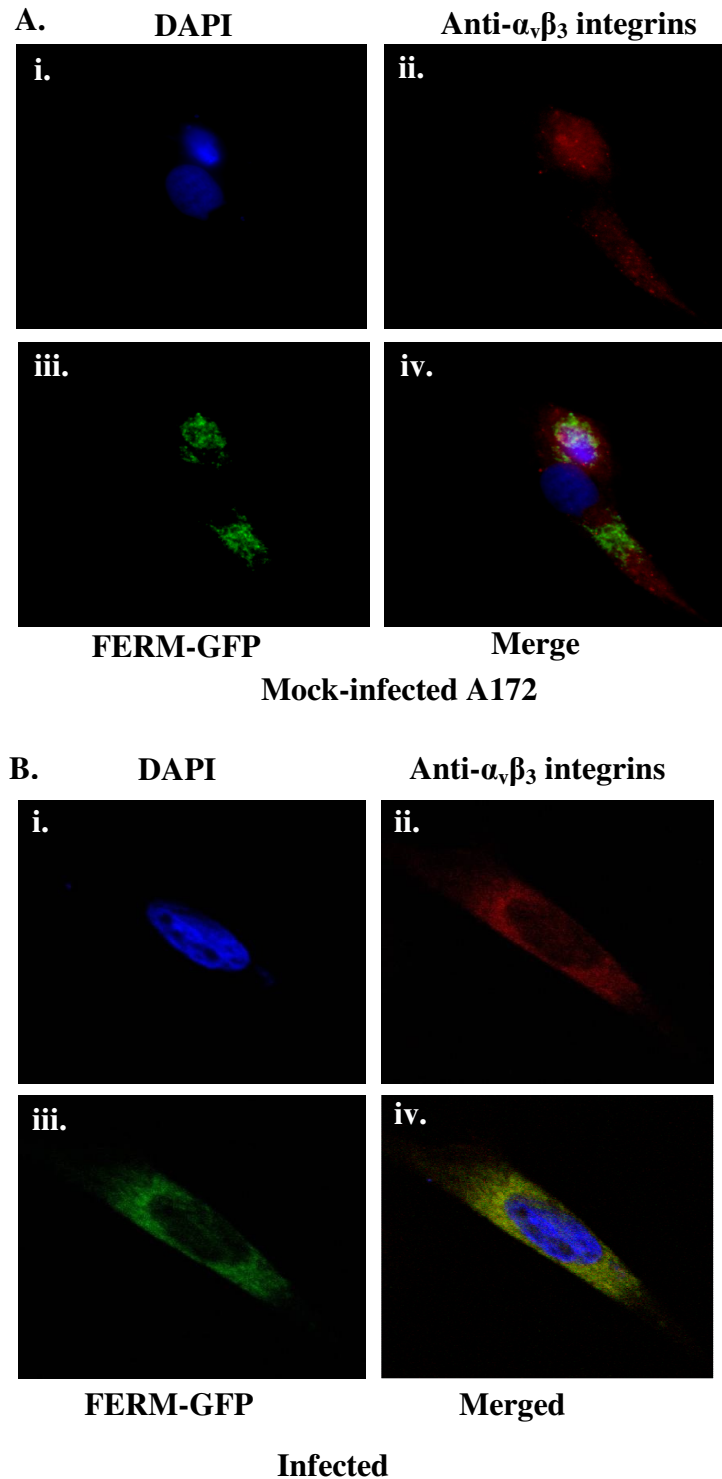 A.
DAPI
Anti-αvβ3 integrins
i.
ii.
iii.
iv.
FERM-GFP
Merge
Mock-infected A172
B.
DAPI
Anti-αvβ3 integrins
i.
ii.
iii.
iv.
FERM-GFP
Merged
Infected